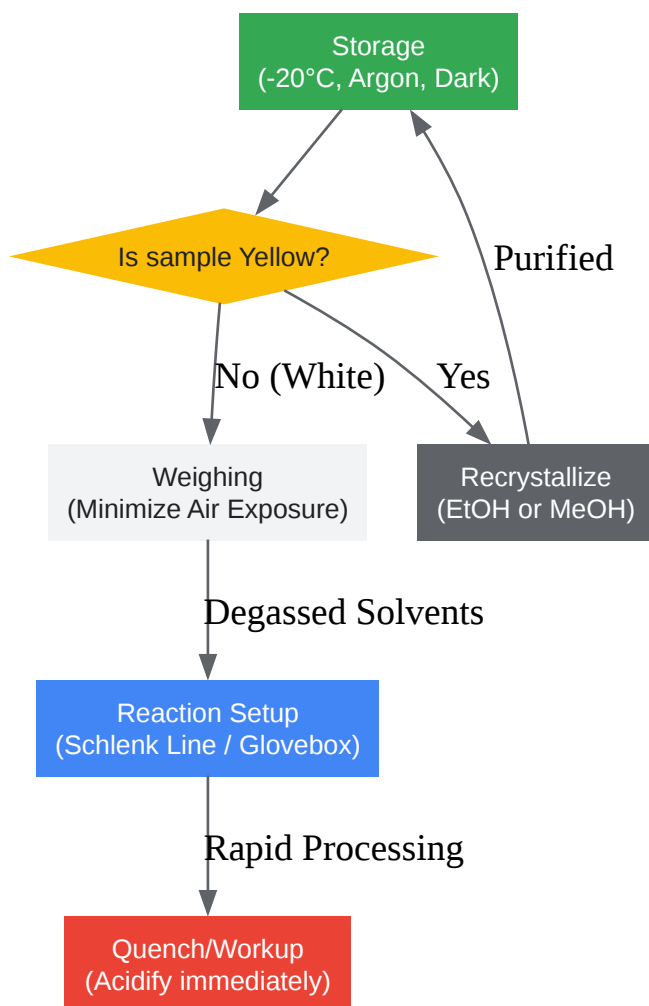 Storage
(-20°C, Argon, Dark)
Is sample Yellow?
Purified
No (White)
Yes
Weighing
(Minimize Air Exposure)
Recrystallize
(EtOH or MeOH)
Degassed Solvents
Reaction Setup
(Schlenk Line / Glovebox)
Rapid Processing
Quench/Workup
(Acidify immediately)